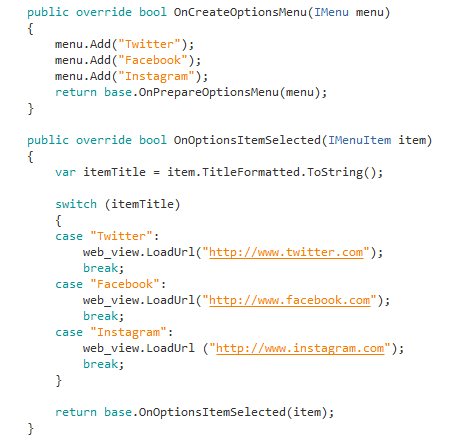 public override bool OnCreateOptionsMenu(IMenu menu)
{
    menu.Add("Twitter");
    menu.Add("Facebook");
    menu.Add("Instagram");
    return base.OnPrepareOptionsMenu(menu);
}

public override bool OnOptionsItemSelected(IMenuItem item)
{
    var itemTitle = item.TitleFormatted.ToString();

    switch (itemTitle)
    {
    case "Twitter":
        web_view.LoadUrl("http://www.twitter.com");
        break;
    case "Facebook":
        web_view.LoadUrl("http://www.facebook.com");
        break;
    case "Instagram":
        web_view.LoadUrl ("http://www.instagram.com");
        break;
    }

    return base.OnOptionsItemSelected(item);
}